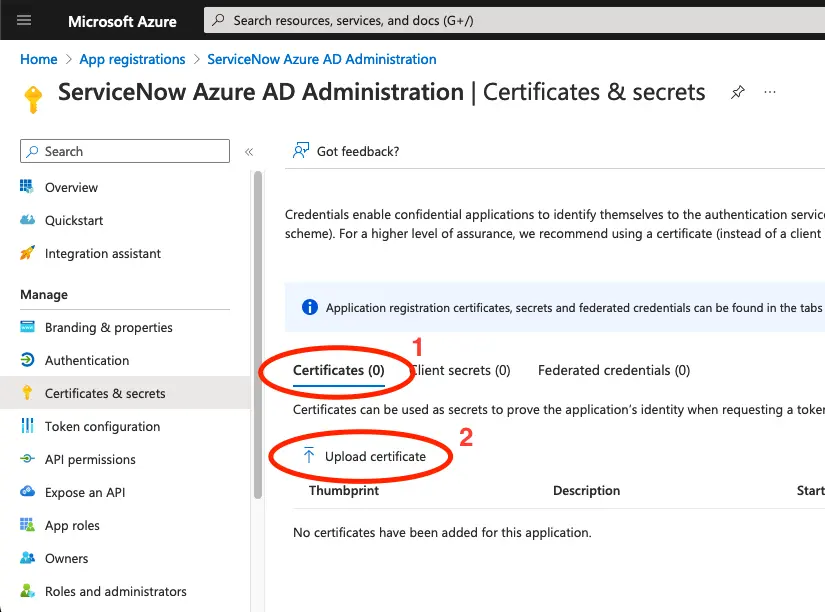 Microsoft Azure
Search resources, services, and docs (G+/)
Home > App registrations > ServiceNow Azure AD Administration
ServiceNow Azure AD Administration | Certificates & secrets
Search
«
Got feedback?
Overview
Quickstart
Integration assistant
Manage
Branding & properties
Authentication
Certificates & secrets
Token configuration
API permissions
Expose an API
App roles
Owners
Roles and administrators
Credentials enable confidential applications to identify themselves to the authentication service
scheme). For a higher level of assurance, we recommend using a certificate (instead of a client
Application registration certificates, secrets and federated credentials can be found in the tabs
1
Certificates (0) Client secrets (0) Federated credentials (0)
Certificates can be used as secrets to prove the application's identity when requesting a token
2
Upload certificate
Thumbprint Description Start
No certificates have been added for this application.